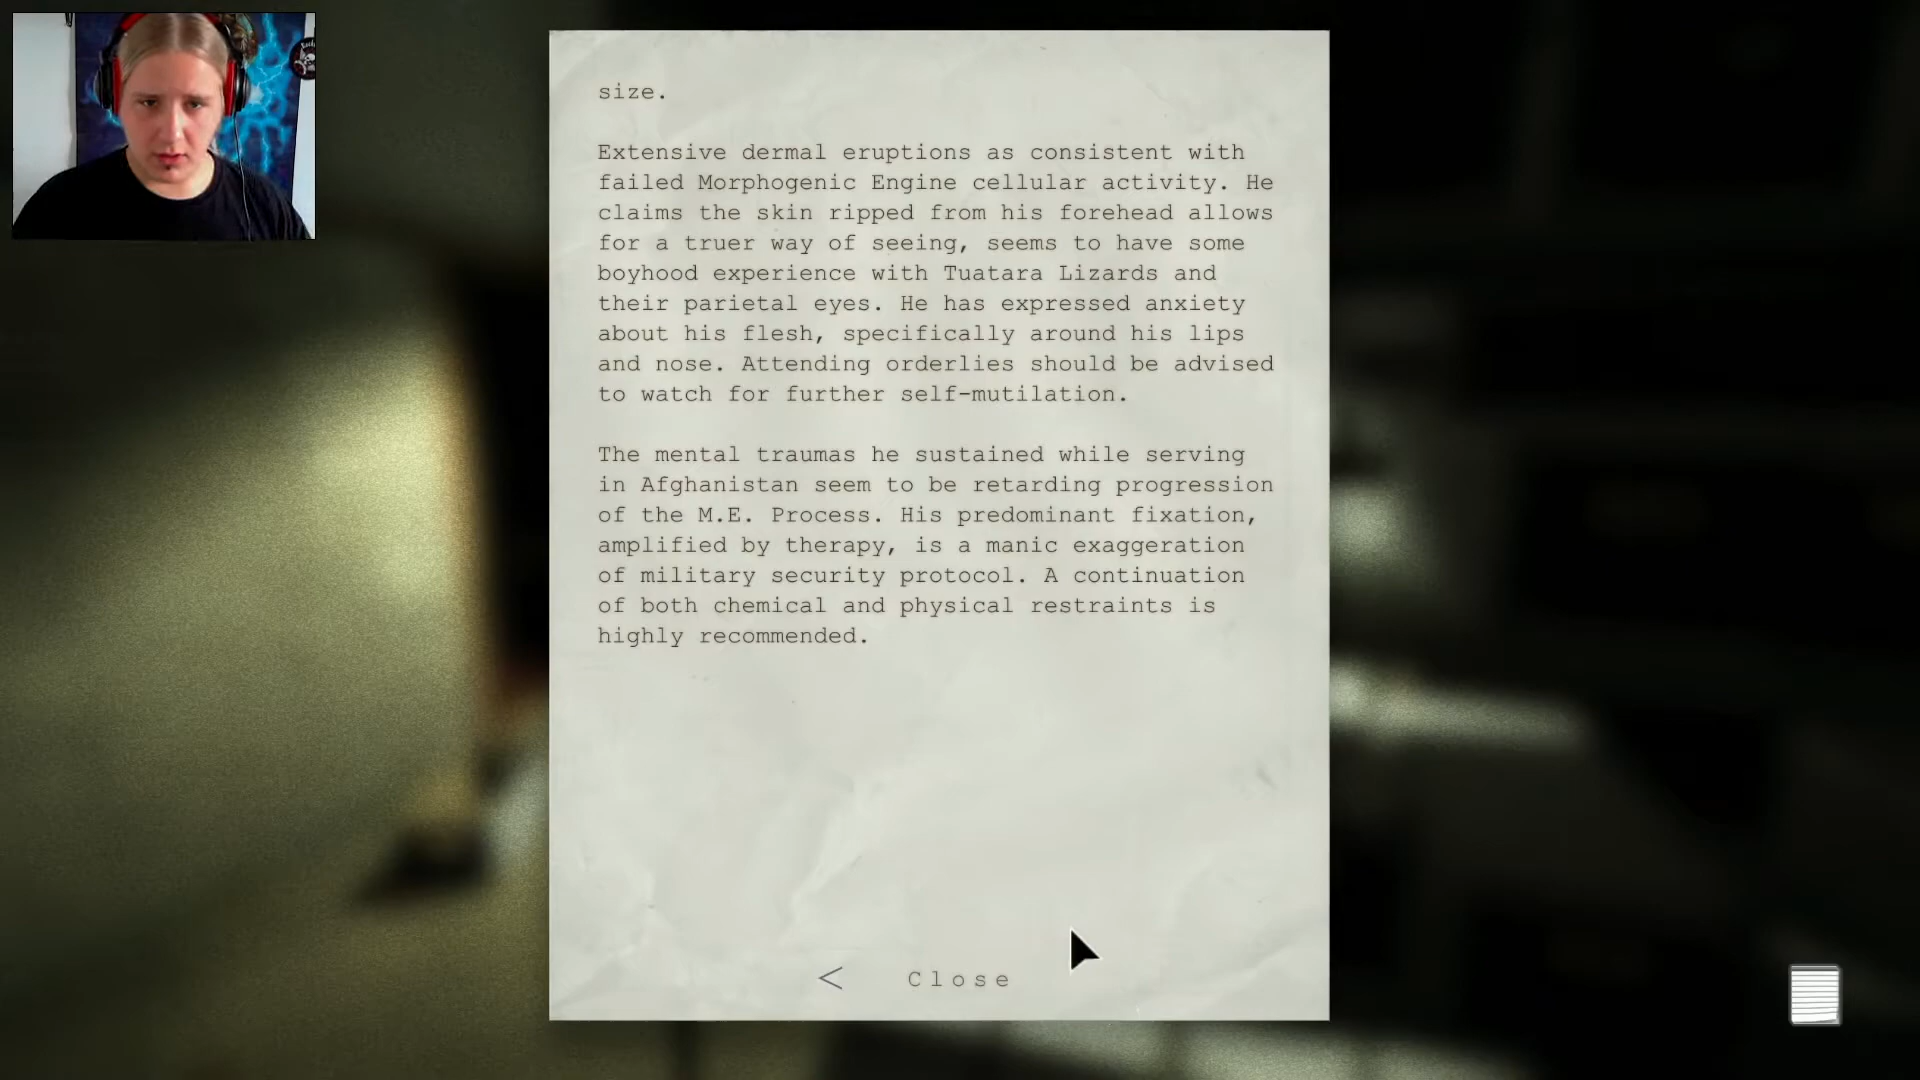 size.
Extensive dermal eruptions as consistent with
failed Morphogenic Engine cellular activity. He
claims the skin ripped from his forehead allows
for a truer way of seeing, seems to have some
boyhood experience with Tuatara Lizards and
their parietal eyes. He has expressed anxiety
about his flesh, specifically around his lips
and nose. Attending orderlies should be advised
to watch for further self-mutilation.
The mental traumas he sustained while serving
in Afghanistan seem to be retarding progression
of the M.E. Process. His predominant fixation,
amplified by therapy, is a manic exaggeration
of military security protocol. A continuation
of both chemical and physical restraints is
highly recommended.
< Close